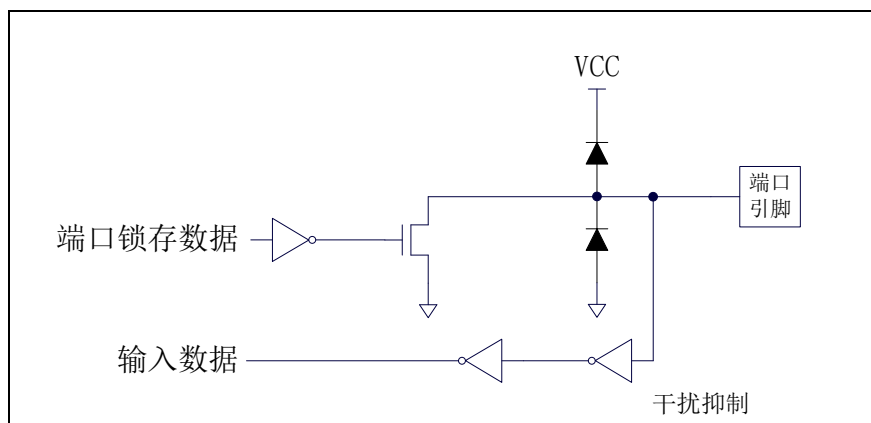 VCC
端口
引脚
端口锁存数据
输入数据
干扰抑制